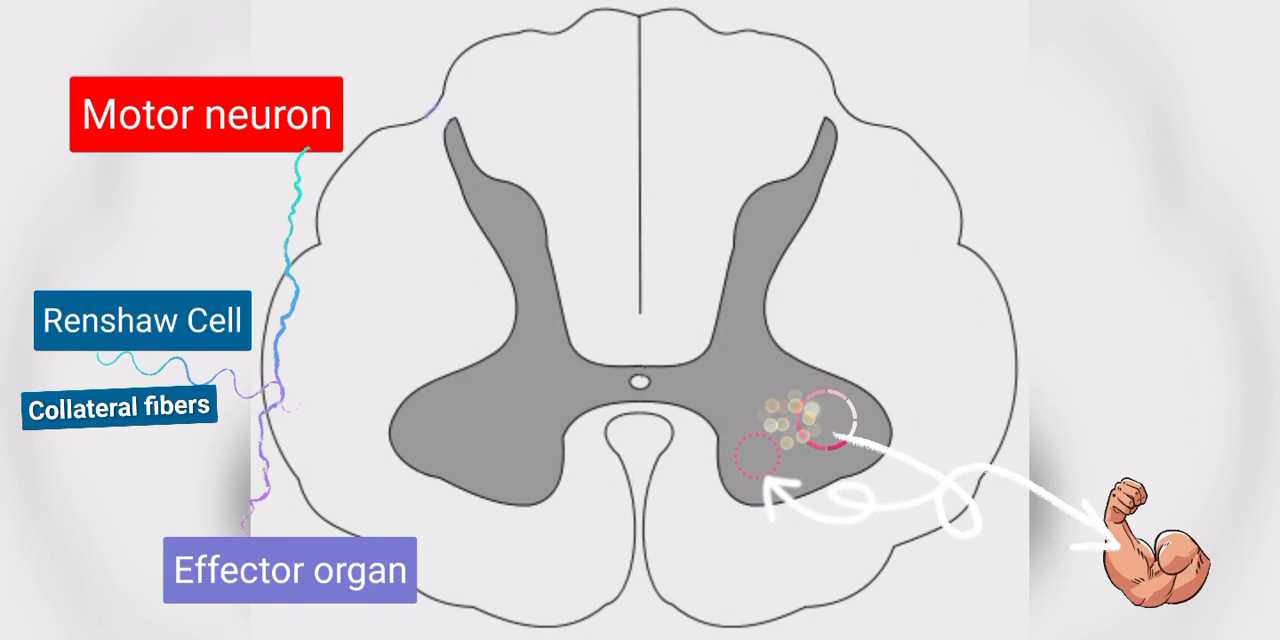 Motor neuron
Renshaw Cell
Collateral fibers
Effector organ